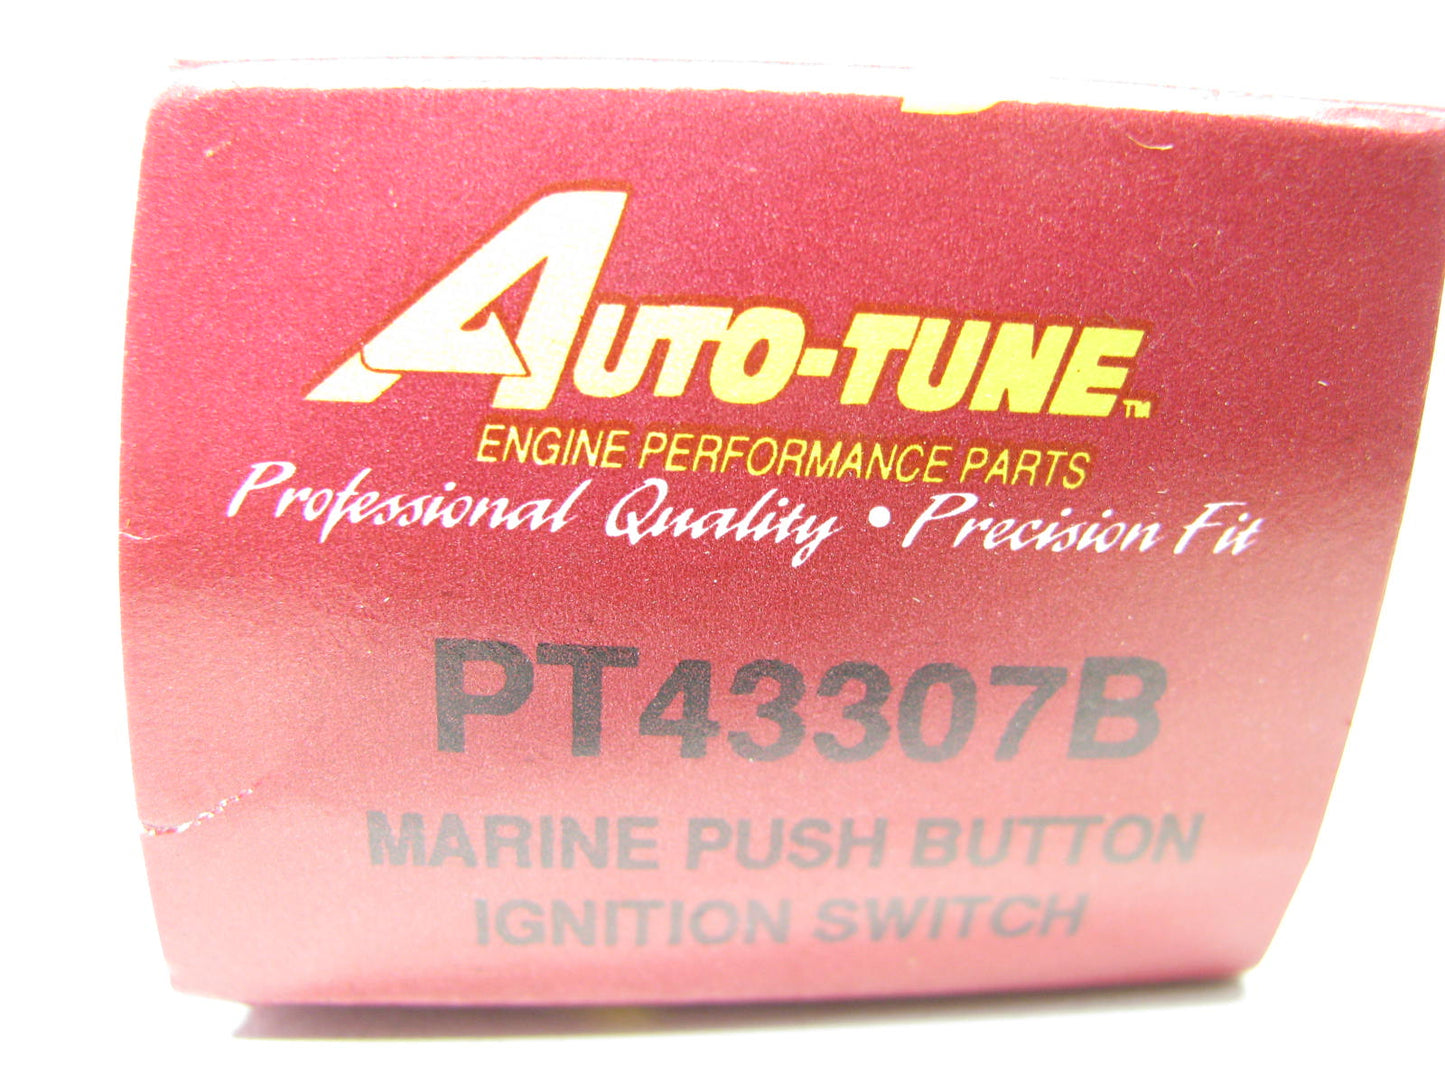 AUTO-TUNE™
ENGINE PERFORMANCE PARTS
Professional Quality • Precision Fit
PT43307B
MARINE PUSH BUTTON
IGNITION SWITCH